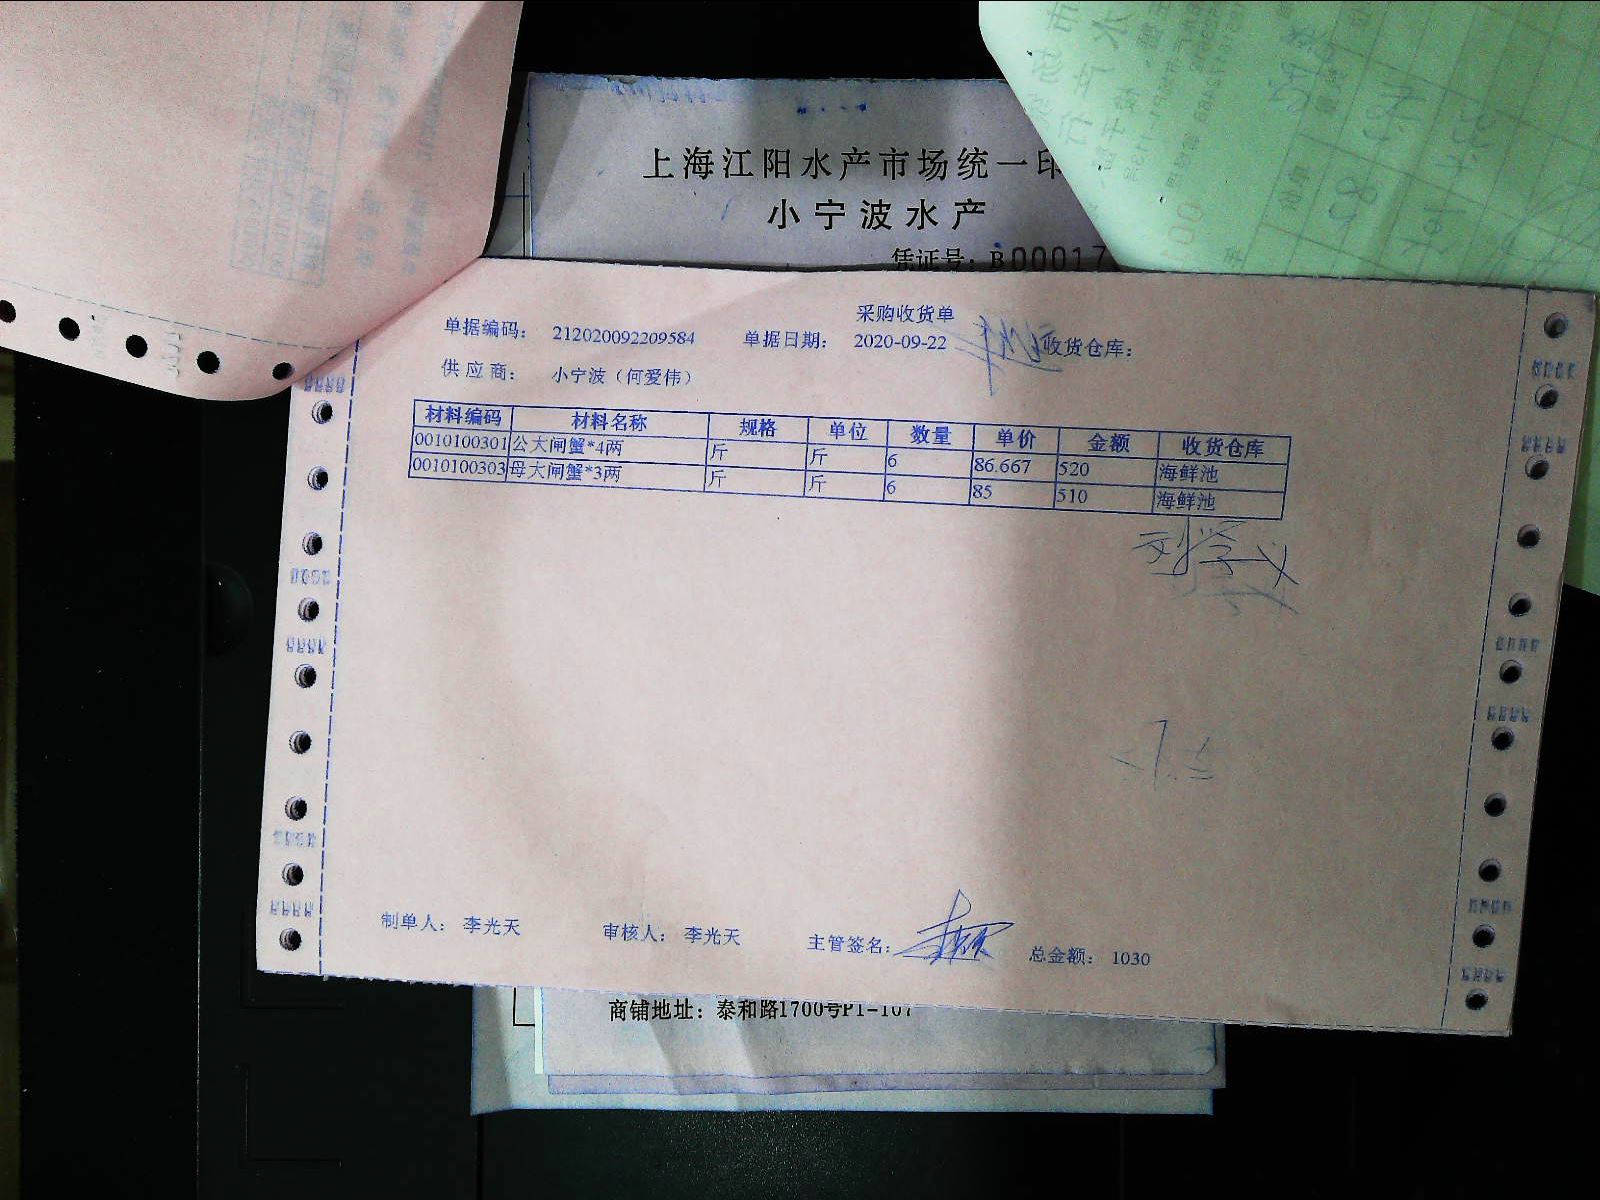 上海江阳水产市场统一印
小宁波水产
凭证号：B00017
采购收货单
单据编码： 212020092209584 单据日期： 2020-09-22 收货仓库：
供应商： 小宁波（何爱伟）
材料编码 材料名称 规格 单位 数量 单价 金额 收货仓库
0010100301 公大闸蟹*4两 斤 斤 6 86.667 520 海鲜池
0010100303 母大闸蟹*3两 斤 斤 6 85 510 海鲜池
刘学义
制单人： 李光天 审核人： 李光天 主管签名： 总金额： 1030
商铺地址：泰和路1700号P1-107